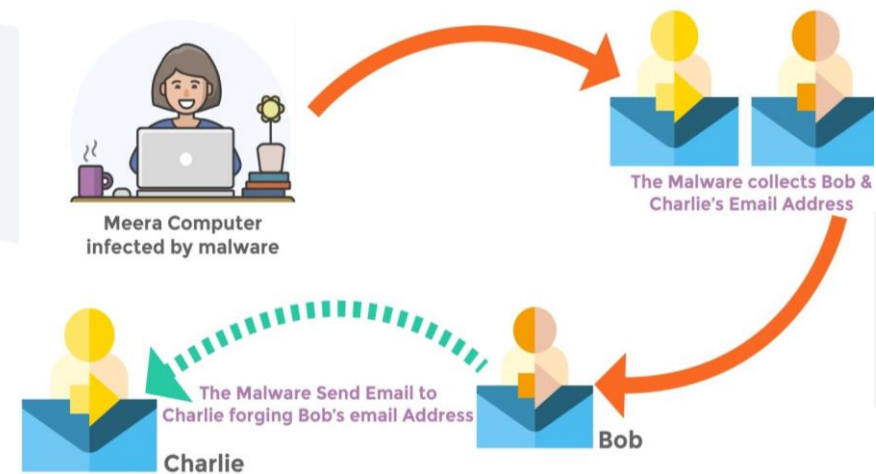 Meera Computer
infected by malware
The Malware collects Bob &
Charlie's Email Address
The Malware Send Email to
Charlie forging Bob's email Address
Bob
Charlie